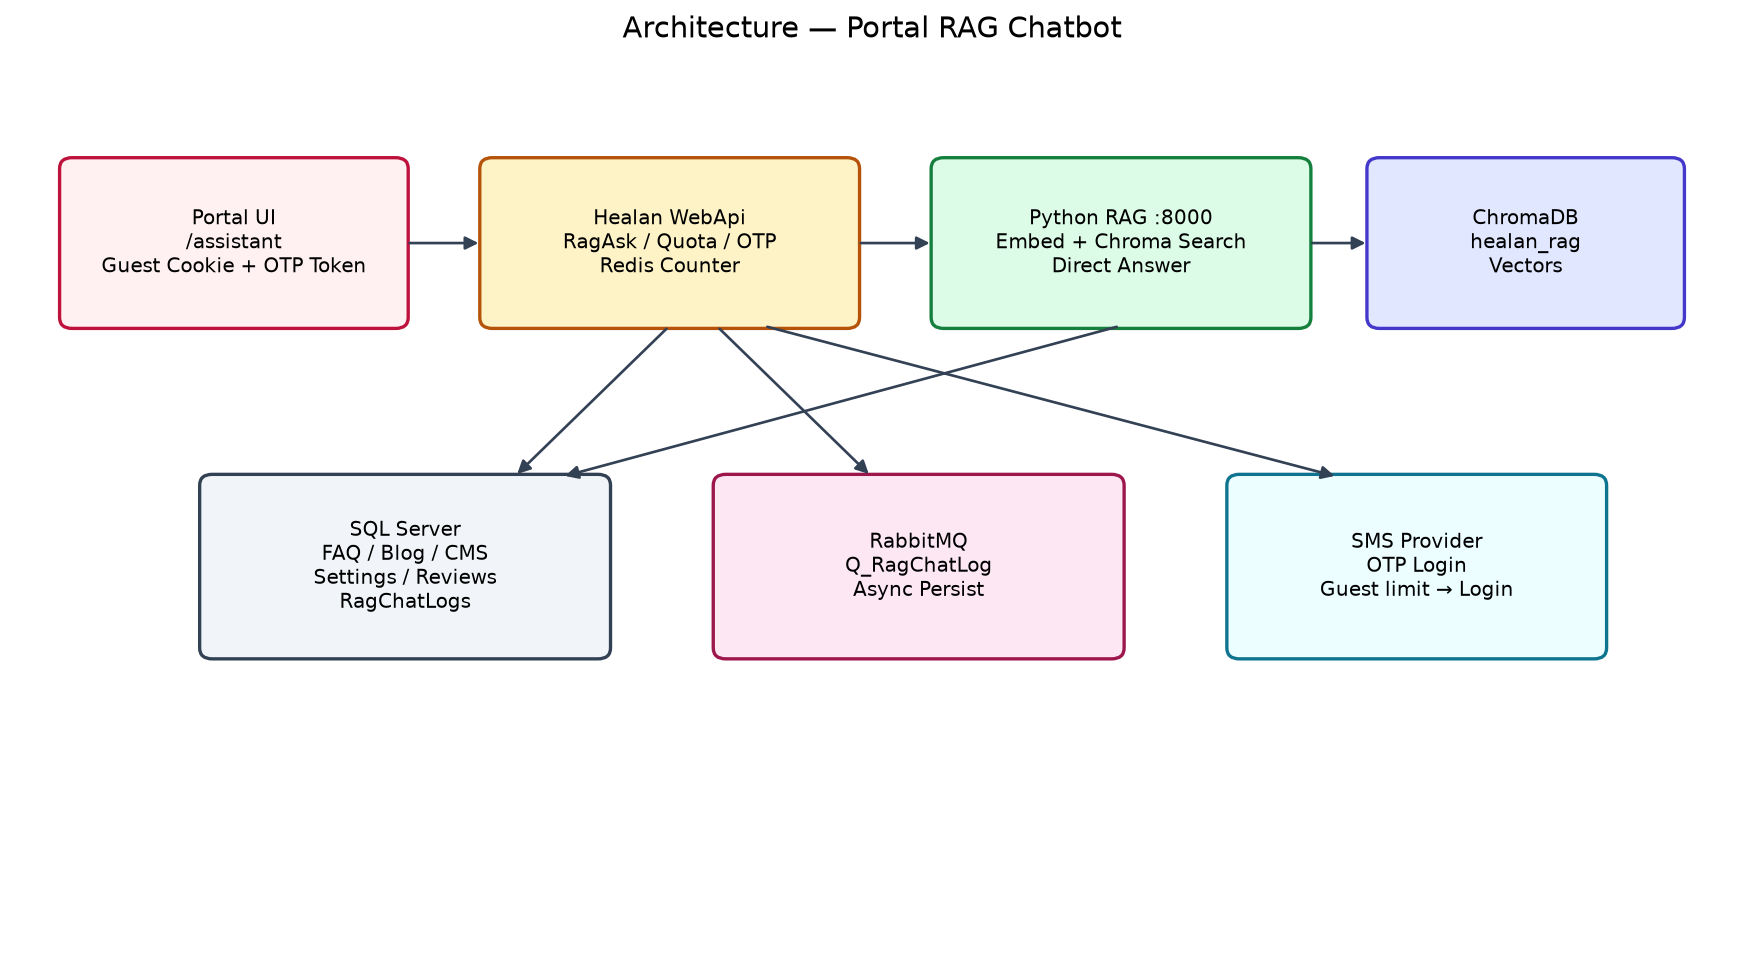 Architecture — Portal RAG Chatbot
Portal UI
/assistant
Guest Cookie + OTP Token
Healan WebApi
RagAsk / Quota / OTP
Redis Counter
Python RAG :8000
Embed + Chroma Search
Direct Answer
ChromaDB
healan_rag
Vectors
SQL Server
FAQ / Blog / CMS
Settings / Reviews
RagChatLogs
RabbitMQ
Q_RagChatLog
Async Persist
SMS Provider
OTP Login
Guest limit → Login